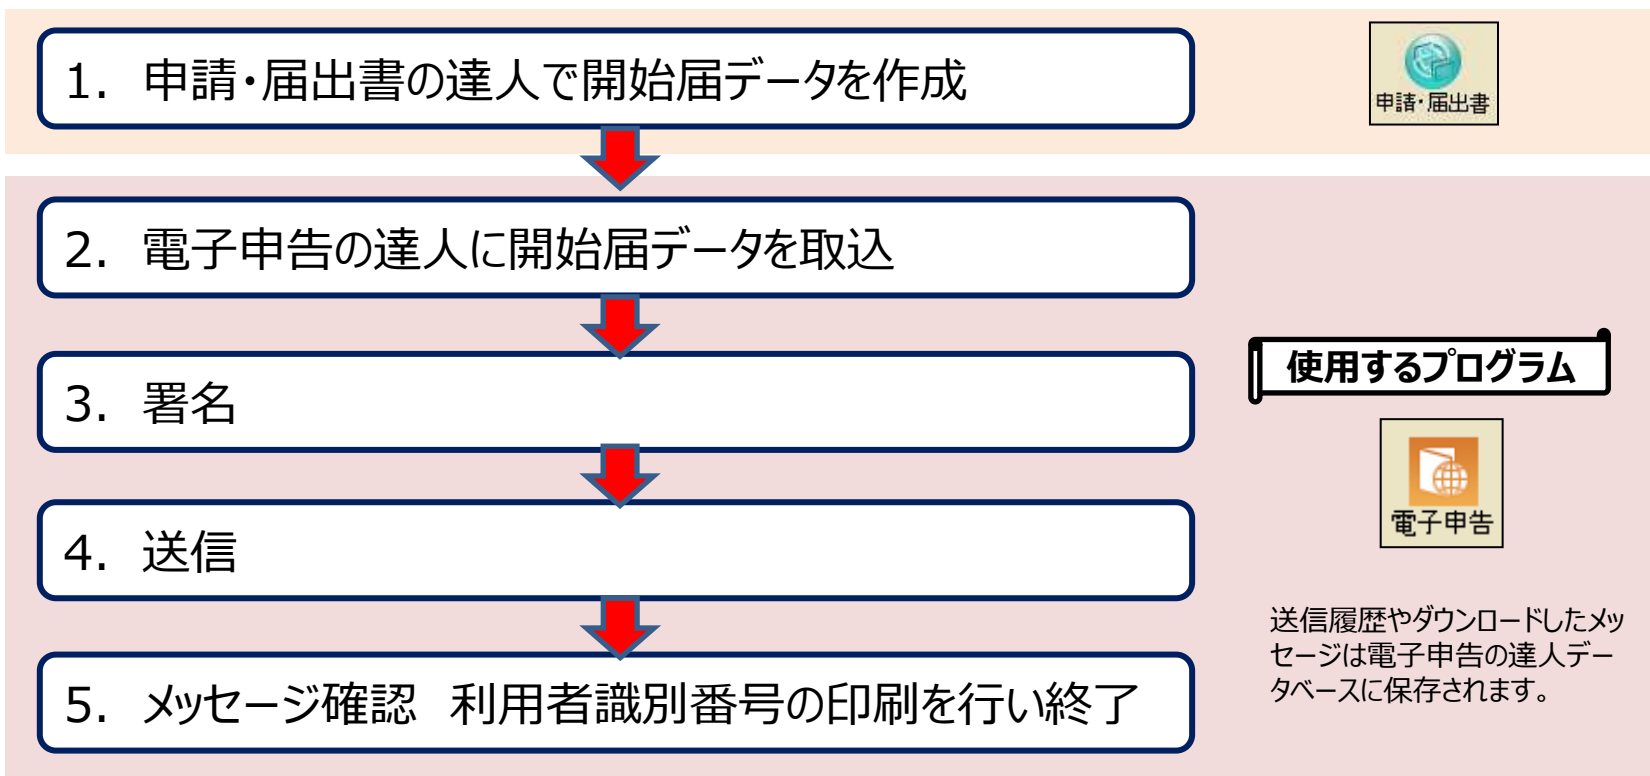 1. 申請・届出書の達人で開始届データを作成
申請・届出書
2. 電子申告の達人に開始届データを取込
使用するプログラム
3. 署名
電子申告
4. 送信
送信履歴やダウンロードしたメッ
セージは電子申告の達人デー
タベースに保存されます。
5. メッセージ確認　利用者識別番号の印刷を行い終了